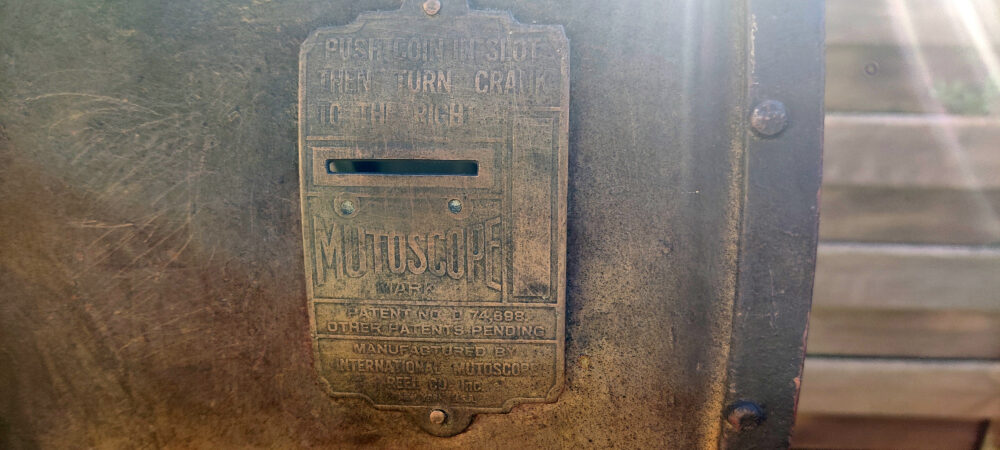 PUSH COIN IN SLOT
THEN TURN CRANK
TO THE RIGHT
MUTOSCOPE
MARK
PATENT NO. D 74,898.
OTHER PATENTS PENDING
MANUFACTURED BY
INTERNATIONAL MUTOSCOPE
REEL CO., INC.